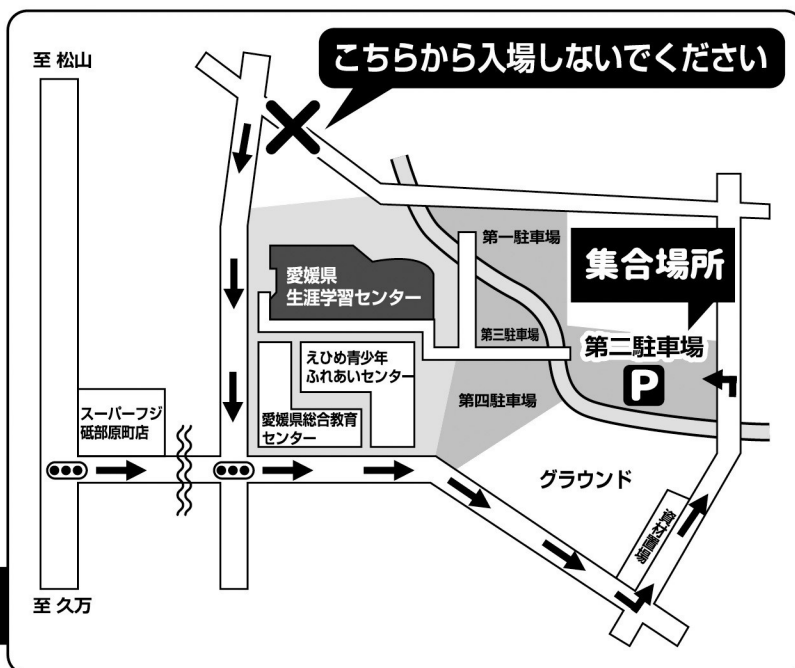 至 松山
こちらから入場しないでください
第一駐車場
集合場所
愛媛県
生涯学習センター
第三駐車場
第二駐車場
P
えひめ青少年
ふれあいセンター
第四駐車場
スーパーフジ
砥部原町店
愛媛県総合教育
センター
グラウンド
資材置場
至 久万